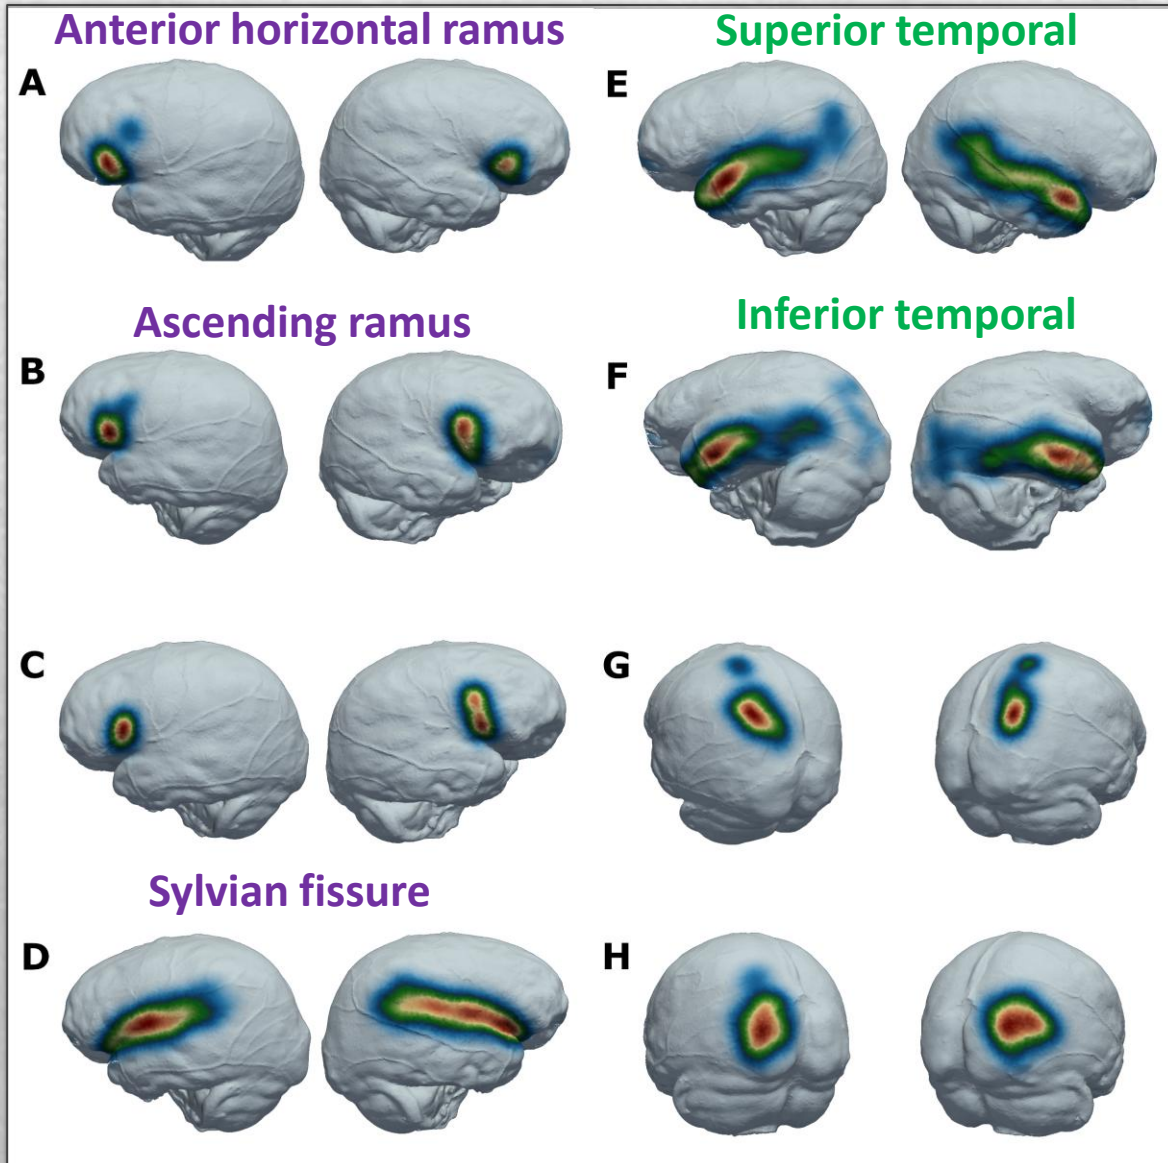 Anterior horizontal ramus
Superior temporal
A
E
Ascending ramus
Inferior temporal
B
F
C
G
Sylvian fissure
D
H